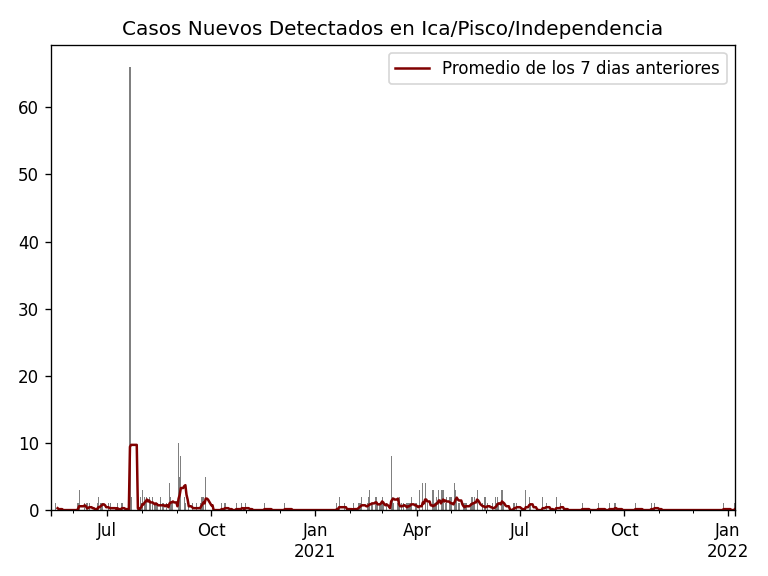 Casos Nuevos Detectados en Ica/Pisco/Independencia
Promedio de los 7 dias anteriores
60
50
40
30
20
10
0
Jul Oct Jan Apr Jul Oct Jan
2021 2022